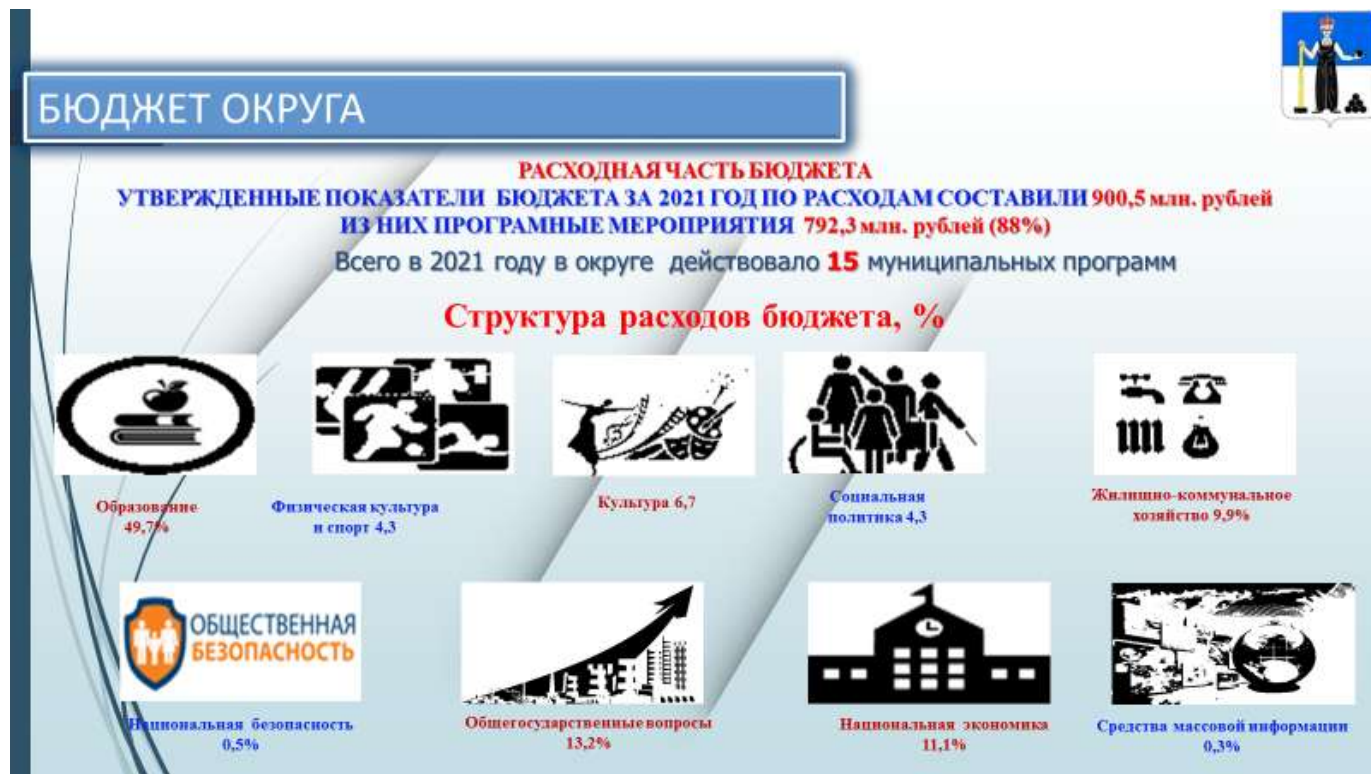 БЮДЖЕТ ОКРУГА
РАСХОДНАЯ ЧАСТЬ БЮДЖЕТА
УТВЕРЖДЕННЫЕ ПОКАЗАТЕЛИ БЮДЖЕТА ЗА 2021 ГОД ПО РАСХОДАМ СОСТАВИЛИ 900,5 млн. рублей
ИЗ НИХ ПРОГРАМНЫЕ МЕРОПРИЯТИЯ 792,3 млн. рублей (88%)
Всего в 2021 году в округе действовало 15 муниципальных программ
Структура расходов бюджета, %
Образование
49,7%
Физическая культура
и спорт 4,3
Культура 6,7
Социальная
политика 4,3
Жилищно-коммунальное
хозяйство 9,9%
ОБЩЕСТВЕННАЯ
БЕЗОПАСНОСТЬ
Национальная безопасность
0,5%
Общегосударственные вопросы
13,2%
Национальная экономика
11,1%
Средства массовой информации
0,3%